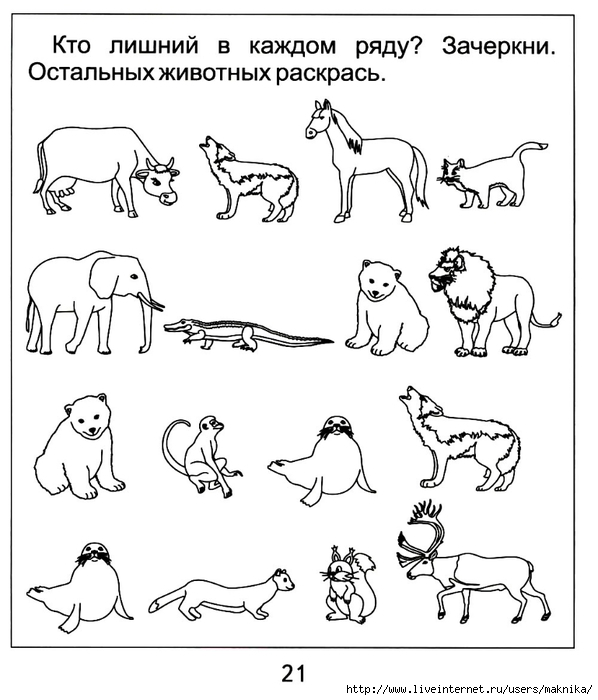 Кто лишний в каждом ряду? Зачеркни.
Остальных животных раскрась.
21
http://www.liveinternet.ru/users/maknika/